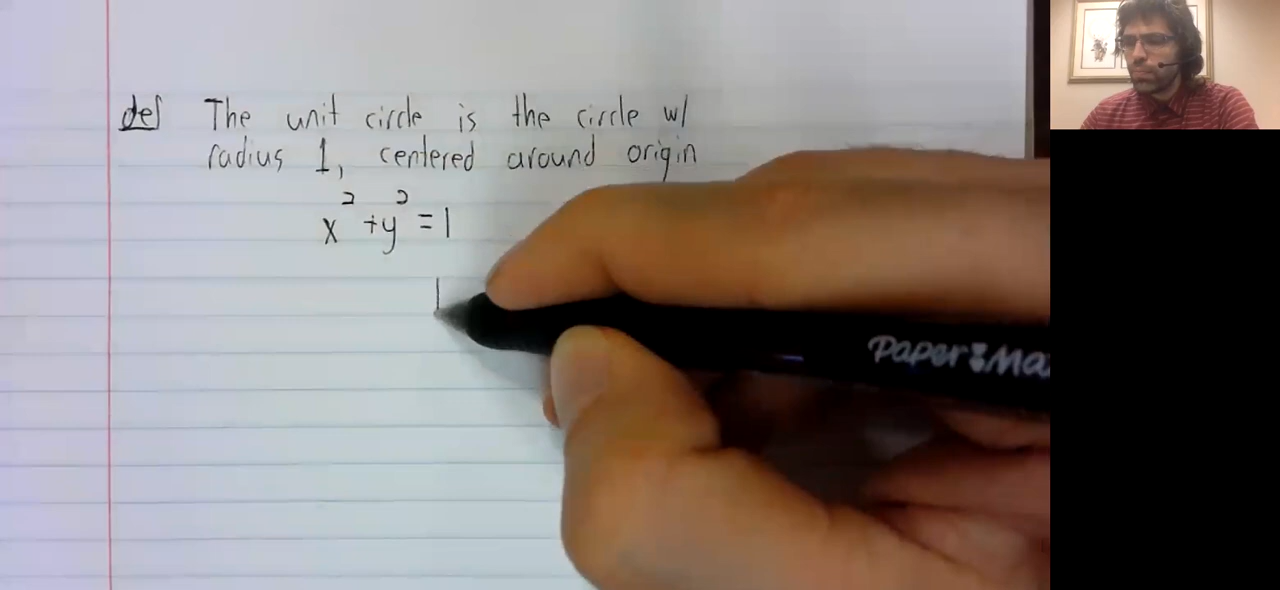 def The unit circle is the circle w/
radius 1, centered around origin
x² + y² = 1
Paper:Ma